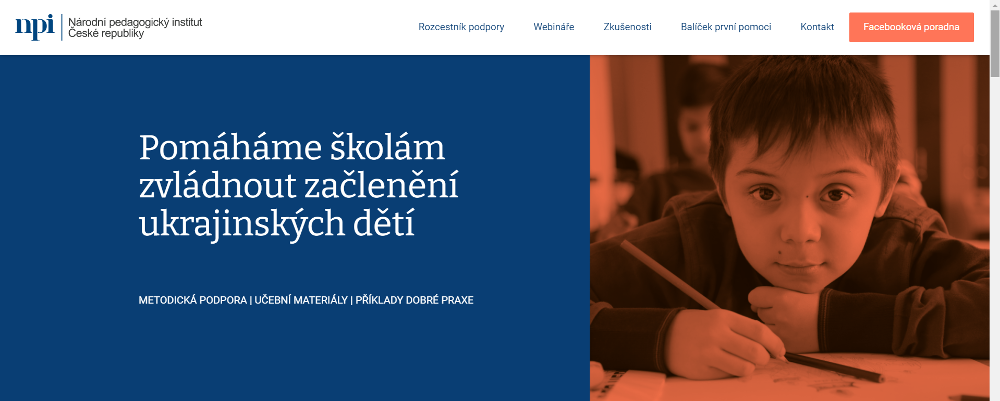 npi
Národní pedagogický institut
České republiky
Rozcestník podpory
Webináře
Zkušenosti
Balíček první pomoci
Kontakt
Facebooková poradna
Pomáháme školám
zvládnout začlenění
ukrajinských dětí
METODICKÁ PODPORA | UČEBNÍ MATERIÁLY | PŘÍKLADY DOBRÉ PRAXE